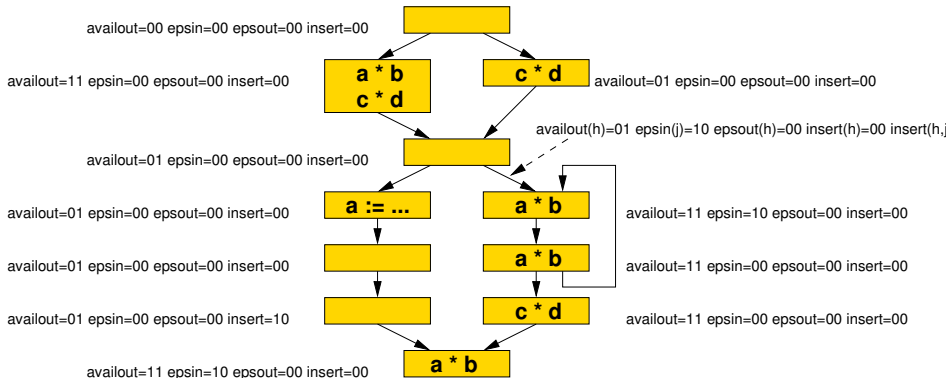 availout=00 epsin=00 epsout=00 insert=00
availout=11 epsin=00 epsout=00 insert=00
a * b
c * d
c * d
availout=01 epsin=00 epsout=00 insert=00
availout(h)=01 epsin(j)=10 epsout(h)=00 insert(h)=00 insert(h,j
availout=01 epsin=00 epsout=00 insert=00
availout=01 epsin=00 epsout=00 insert=00
a := ...
a * b
availout=11 epsin=10 epsout=00 insert=00
availout=01 epsin=00 epsout=00 insert=00
a * b
availout=11 epsin=00 epsout=00 insert=00
availout=01 epsin=00 epsout=00 insert=10
c * d
availout=11 epsin=00 epsout=00 insert=00
availout=11 epsin=10 epsout=00 insert=00
a * b